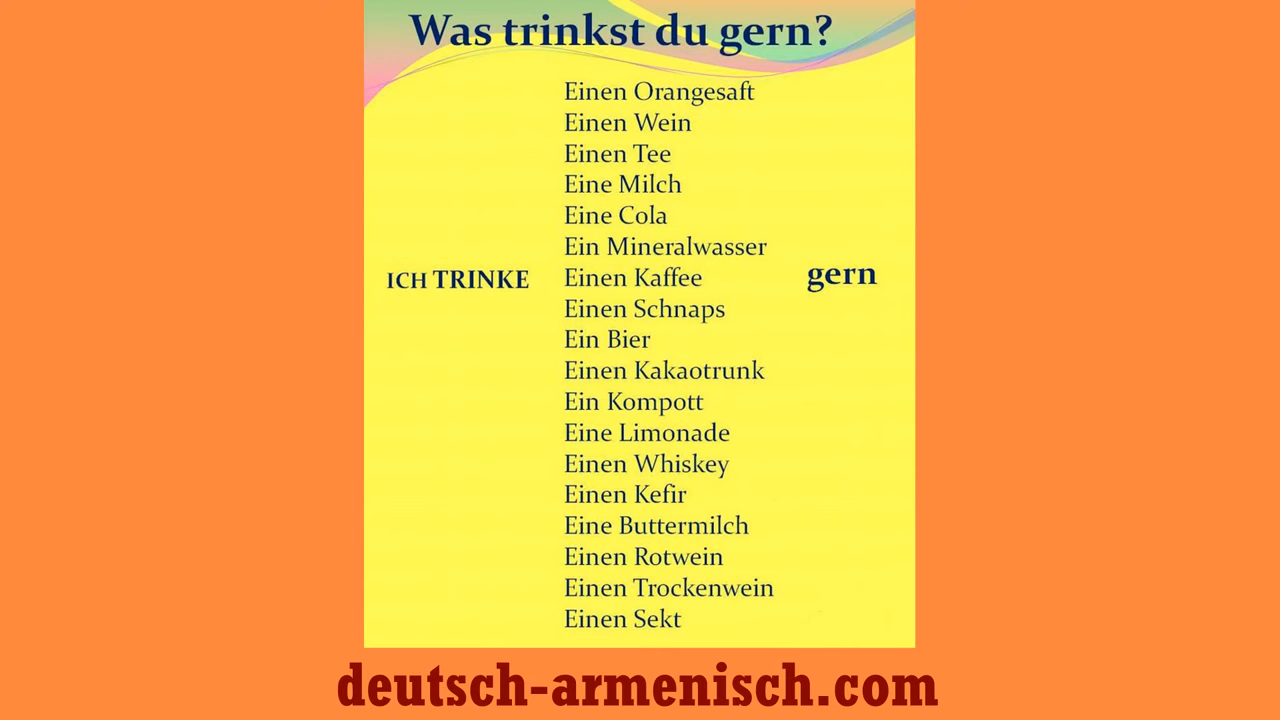 Was trinkst du gern?
Einen Orangesaft
Einen Wein
Einen Tee
Eine Milch
Eine Cola
Ein Mineralwasser
ICH TRINKE Einen Kaffee gern
Einen Schnaps
Ein Bier
Einen Kakaotrunk
Ein Kompott
Eine Limonade
Einen Whiskey
Einen Kefir
Eine Buttermilch
Einen Rotwein
Einen Trockenwein
Einen Sekt
deutsch-armenisch.com